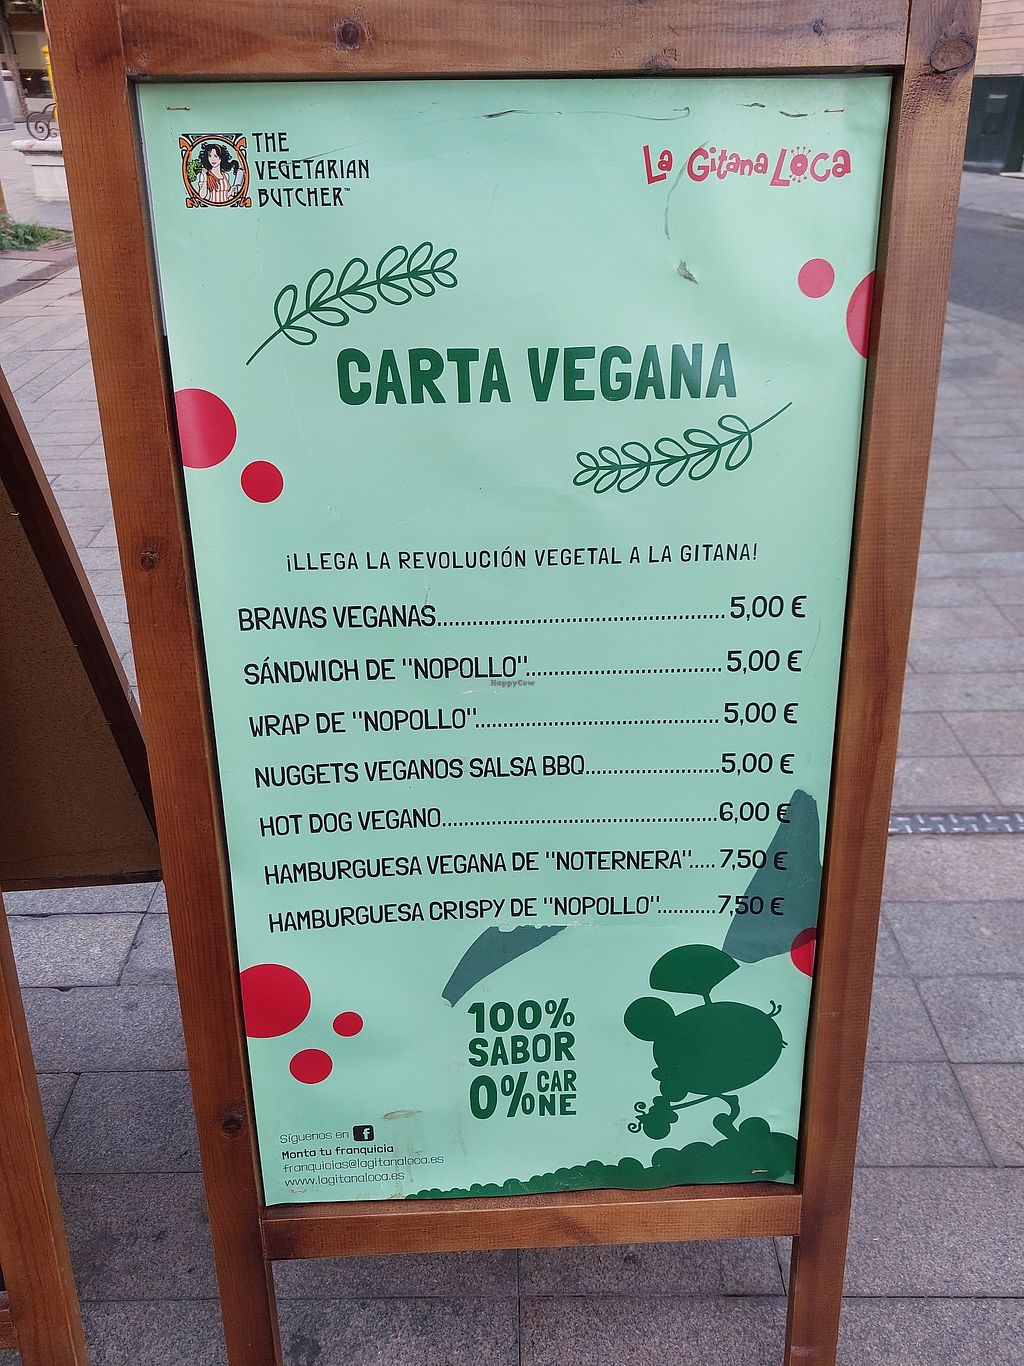 THE
VEGETARIAN
BUTCHER™
La Gitana Loca
CARTA VEGANA
¡LLEGA LA REVOLUCIÓN VEGETAL A LA GITANA!
BRAVAS VEGANAS.......................................... 5,00 €
SÁNDWICH DE "NOPOLLO"............................ 5,00 €
HappyCow
WRAP DE "NOPOLLO"................................... 5,00 €
NUGGETS VEGANOS SALSA BBQ....................5,00 €
HOT DOG VEGANO........................................6,00 €
HAMBURGUESA VEGANA DE "NOTERNERA"..... 7,50 €
HAMBURGUESA CRISPY DE "NOPOLLO"...........7,50 €
100%
SABOR
0% CAR
NE
Síguenos en f
Monta tu franquicia
franquicias@lagitanaloca.es
www.lagitanaloca.es